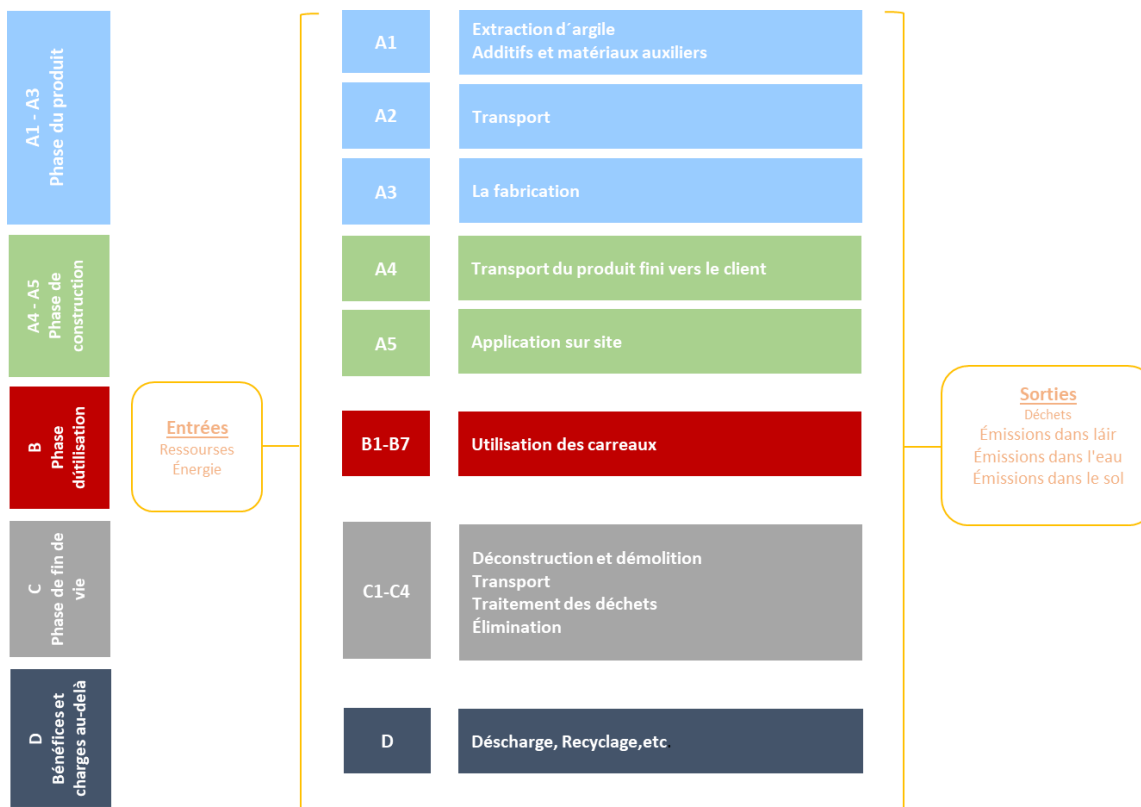 A1 - A3
Phase du produit
A1
Extraction d´argile
Additifs et matériaux auxiliers
A2
Transport
A3
La fabrication
A4 - A5
Phase de
construction
A4
Transport du produit fini vers le client
A5
Application sur site
B
Phase
dútilisation
Entrées
Ressourses
Énergie
B1-B7
Utilisation des carreaux
Sorties
Déchets
Émissions dans láir
Émissions dans l'eau
Émissions dans le sol
C
Phase de fin de
vie
C1-C4
Déconstruction et démolition
Transport
Traitement des déchets
Élimination
D
Bénéfices et
charges au-delà
D
Déscharge, Recyclage,etc.